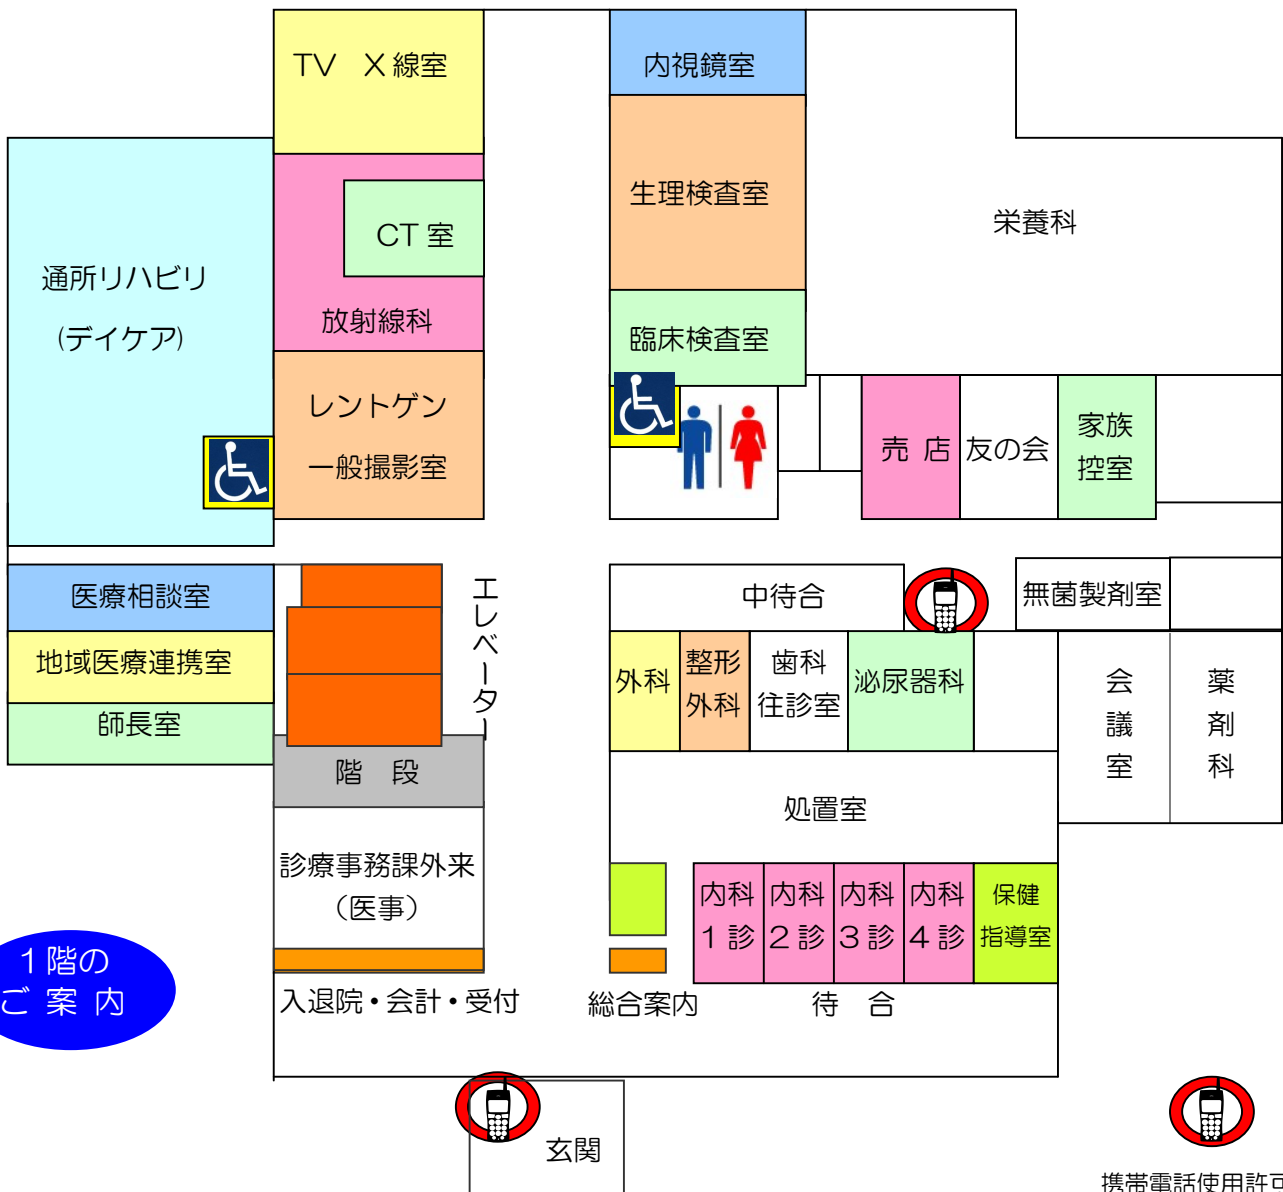 TV X線室
内視鏡室
生理検査室
栄養科
CT室
通所リハビリ
(デイケア)
放射線科
臨床検査室
レントゲン
一般撮影室
売店
友の会
家族
控室
医療相談室
エレベーター
中待合
無菌製剤室
地域医療連携室
外科
整形
外科
歯科
往診室
泌尿器科
会議室
薬剤科
師長室
階段
処置室
診療事務課外来
(医事)
内科
1診
内科
2診
内科
3診
内科
4診
保健
指導室
1階の
ご案内
入退院・会計・受付
総合案内
待合
玄関
携帯電話使用許可